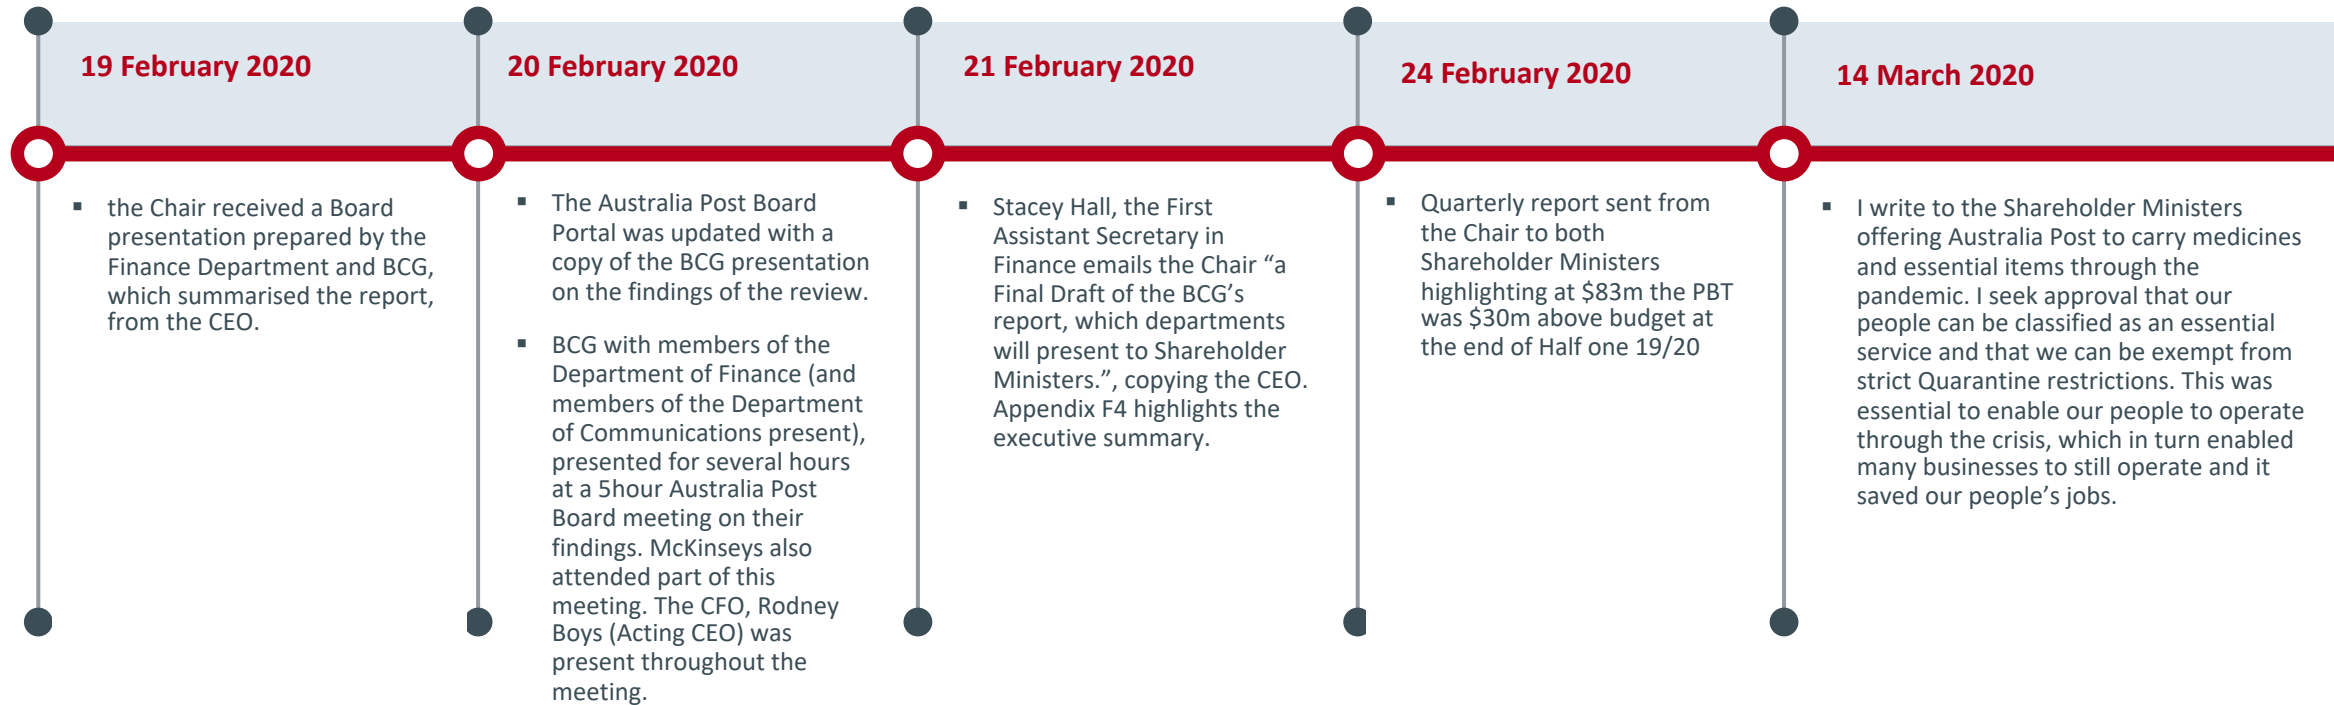 19 February 2020
▪ the Chair received a Board
presentation prepared by the
Finance Department and BCG,
which summarised the report,
from the CEO.
20 February 2020
▪ The Australia Post Board
Portal was updated with a
copy of the BCG presentation
on the findings of the review.
▪ BCG with members of the
Department of Finance (and
members of the Department
of Communications present),
presented for several hours
at a 5hour Australia Post
Board meeting on their
findings. McKinseys also
attended part of this
meeting. The CFO, Rodney
Boys (Acting CEO) was
present throughout the
meeting.
21 February 2020
▪ Stacey Hall, the First
Assistant Secretary in
Finance emails the Chair “a
Final Draft of the BCG’s
report, which departments
will present to Shareholder
Ministers.”, copying the CEO.
Appendix F4 highlights the
executive summary.
24 February 2020
▪ Quarterly report sent from
the Chair to both
Shareholder Ministers
highlighting at $83m the PBT
was $30m above budget at
the end of Half one 19/20
14 March 2020
▪ I write to the Shareholder Ministers
offering Australia Post to carry medicines
and essential items through the
pandemic. I seek approval that our
people can be classified as an essential
service and that we can be exempt from
strict Quarantine restrictions. This was
essential to enable our people to operate
through the crisis, which in turn enabled
many businesses to still operate and it
saved our people’s jobs.